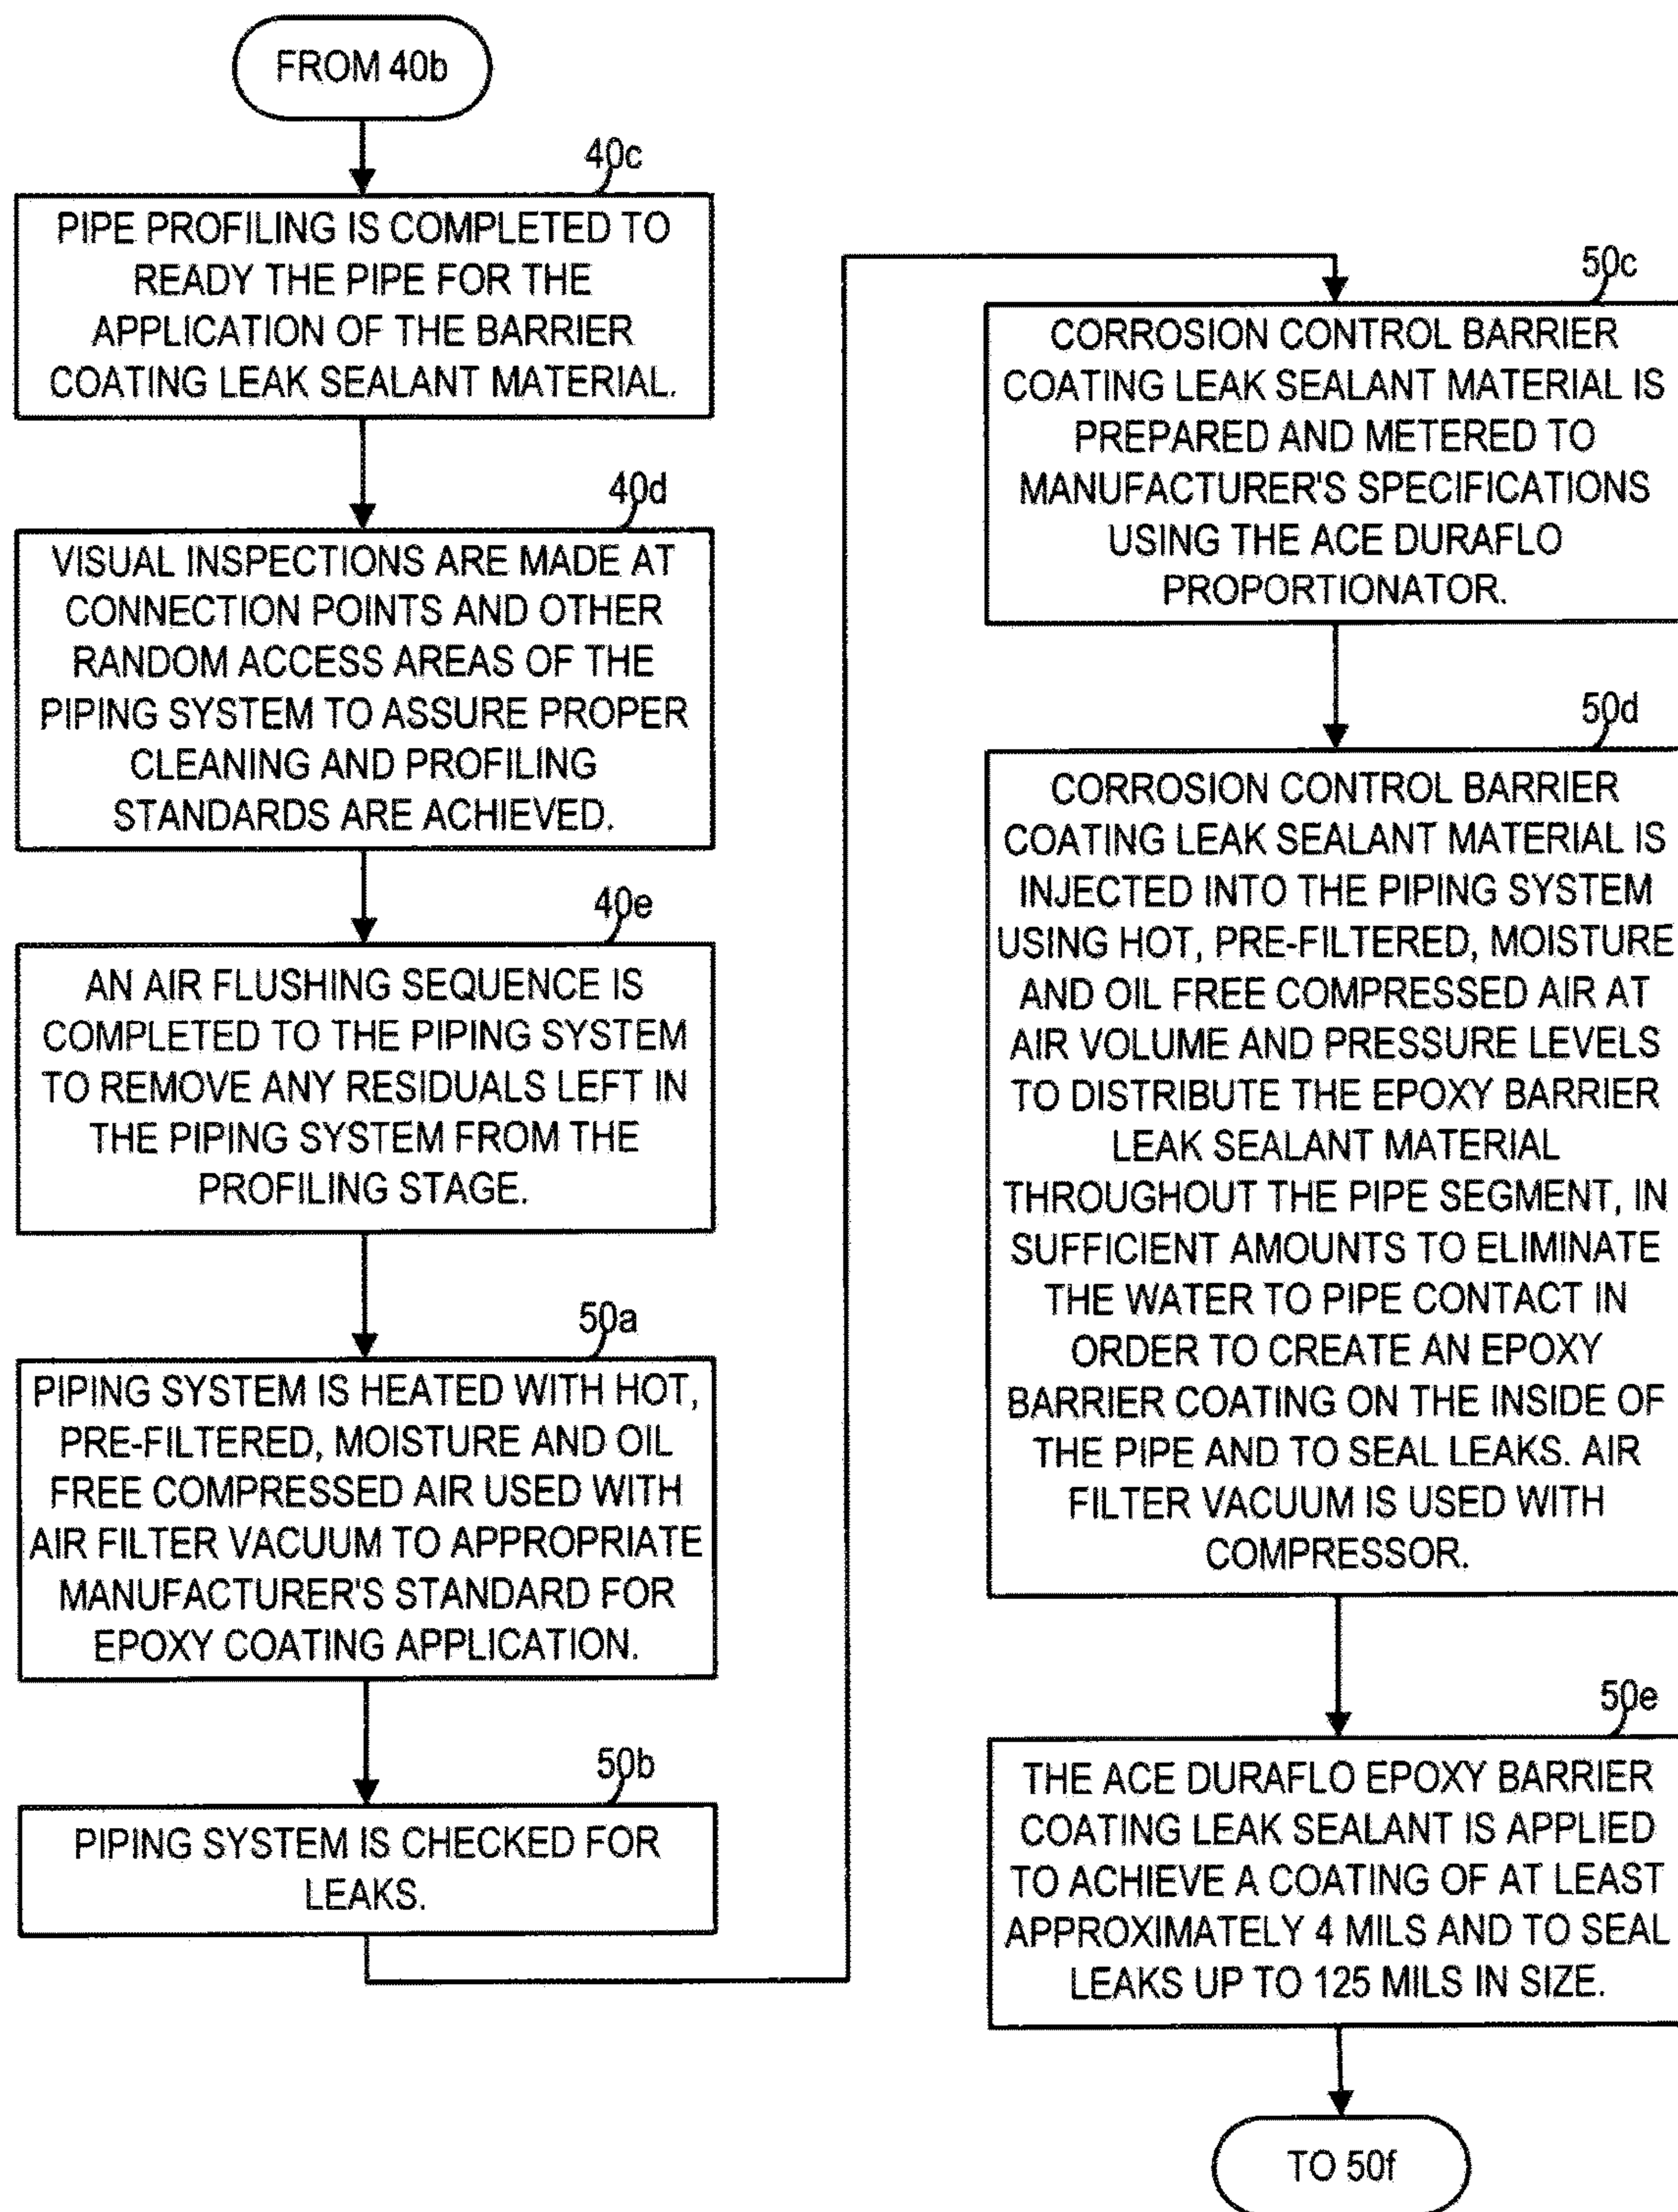 FROM 40b
40c
PIPE PROFILING IS COMPLETED TO
READY THE PIPE FOR THE
APPLICATION OF THE BARRIER
COATING LEAK SEALANT MATERIAL.
40d
VISUAL INSPECTIONS ARE MADE AT
CONNECTION POINTS AND OTHER
RANDOM ACCESS AREAS OF THE
PIPING SYSTEM TO ASSURE PROPER
CLEANING AND PROFILING
STANDARDS ARE ACHIEVED.
40e
AN AIR FLUSHING SEQUENCE IS
COMPLETED TO THE PIPING SYSTEM
TO REMOVE ANY RESIDUALS LEFT IN
THE PIPING SYSTEM FROM THE
PROFILING STAGE.
50a
PIPING SYSTEM IS HEATED WITH HOT,
PRE-FILTERED, MOISTURE AND OIL
FREE COMPRESSED AIR USED WITH
AIR FILTER VACUUM TO APPROPRIATE
MANUFACTURER'S STANDARD FOR
EPOXY COATING APPLICATION.
50b
PIPING SYSTEM IS CHECKED FOR
LEAKS.
50c
CORROSION CONTROL BARRIER
COATING LEAK SEALANT MATERIAL IS
PREPARED AND METERED TO
MANUFACTURER'S SPECIFICATIONS
USING THE ACE DURAFLO
PROPORTIONATOR.
50d
CORROSION CONTROL BARRIER
COATING LEAK SEALANT MATERIAL IS
INJECTED INTO THE PIPING SYSTEM
USING HOT, PRE-FILTERED, MOISTURE
AND OIL FREE COMPRESSED AIR AT
AIR VOLUME AND PRESSURE LEVELS
TO DISTRIBUTE THE EPOXY BARRIER
LEAK SEALANT MATERIAL
THROUGHOUT THE PIPE SEGMENT, IN
SUFFICIENT AMOUNTS TO ELIMINATE
THE WATER TO PIPE CONTACT IN
ORDER TO CREATE AN EPOXY
BARRIER COATING ON THE INSIDE OF
THE PIPE AND TO SEAL LEAKS. AIR
FILTER VACUUM IS USED WITH
COMPRESSOR.
50e
THE ACE DURAFLO EPOXY BARRIER
COATING LEAK SEALANT IS APPLIED
TO ACHIEVE A COATING OF AT LEAST
APPROXIMATELY 4 MILS AND TO SEAL
LEAKS UP TO 125 MILS IN SIZE.
TO 50f